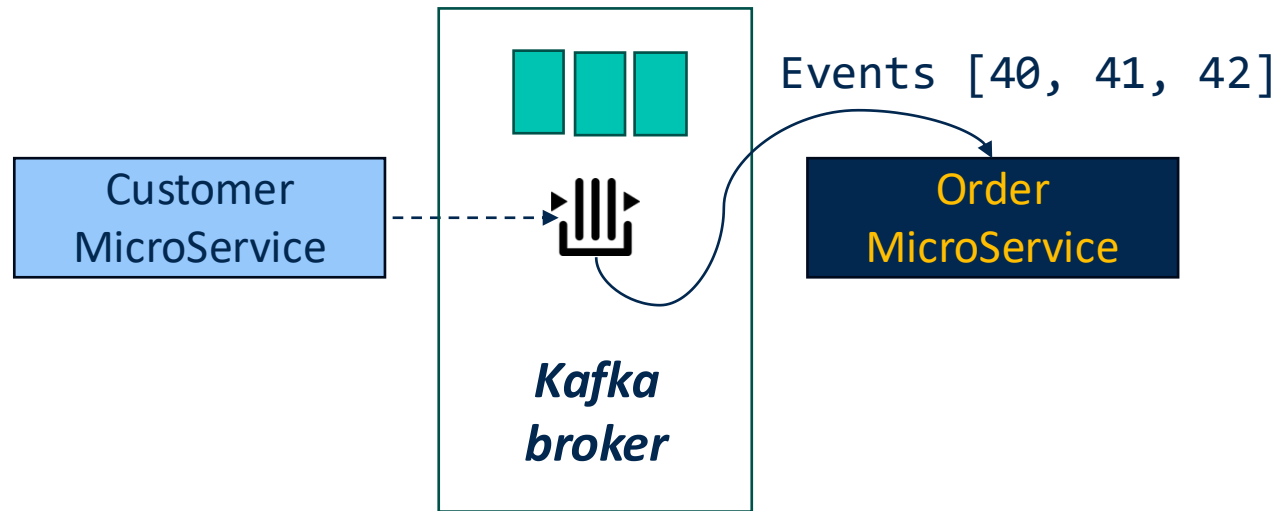 Events [40, 41, 42]
Customer
MicroService
Order
MicroService
Kafka
broker